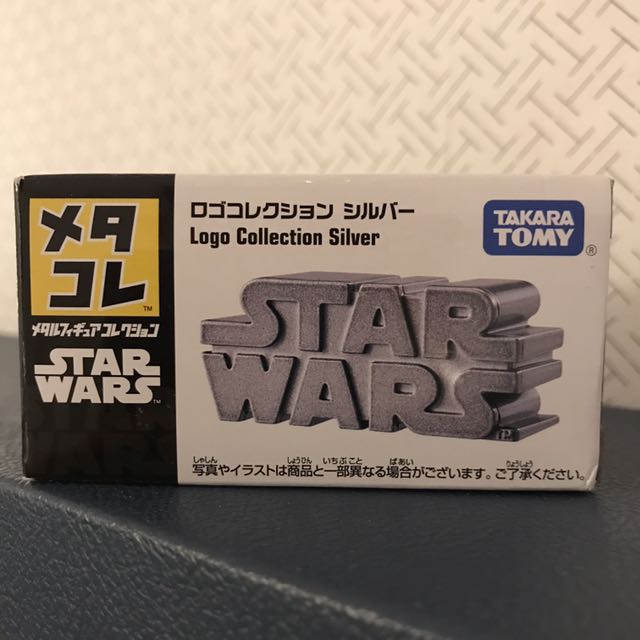 メタ
コレ™
メタルフィギュアコレクション
STAR
WARS™
ロゴコレクション シルバー
Logo Collection Silver
TAKARA
TOMY®
STAR
WARS
しゃしん しょうひん いちぶこと ばあい りょうしょう
写真やイラストは商品と一部異なる場合がございます。ご了承ください。